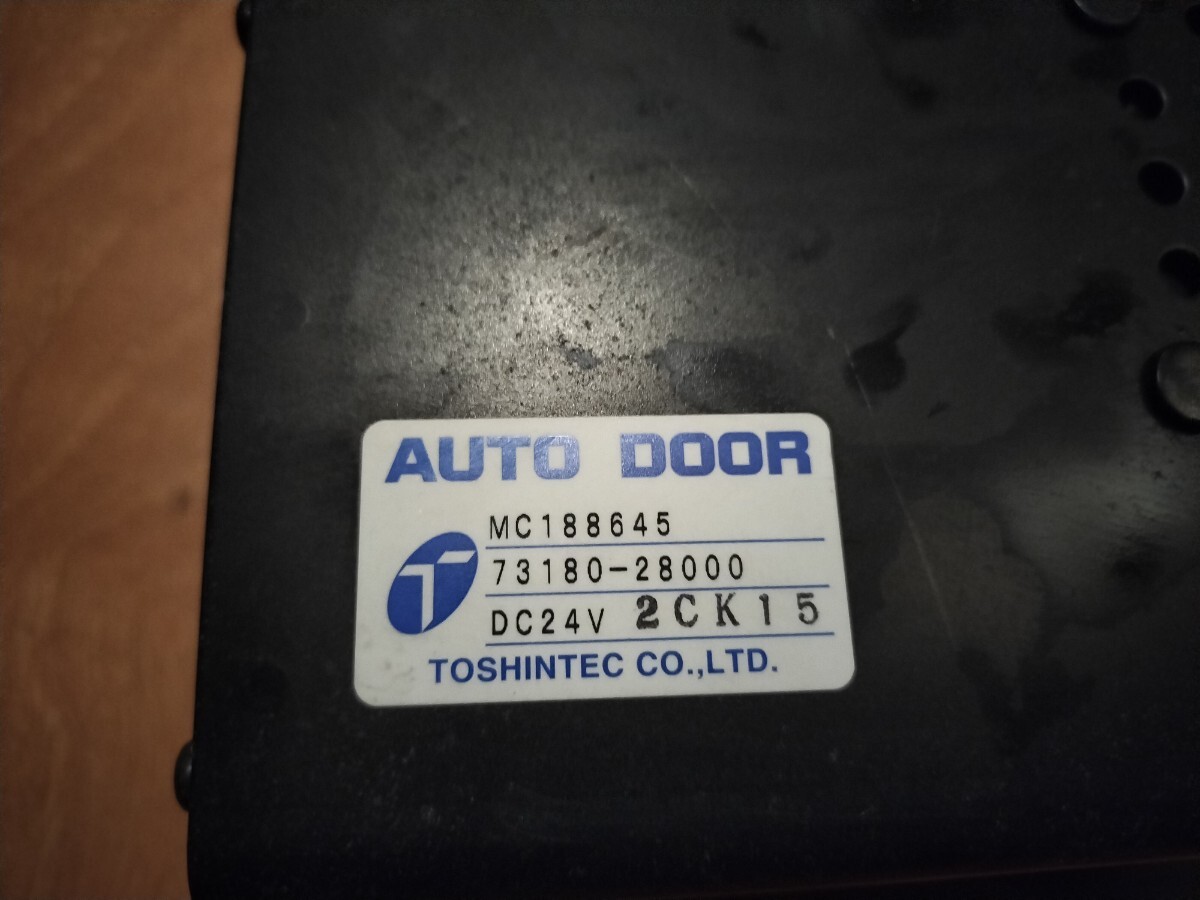 AUTO DOOR
MC188645
T
73180-28000
DC24V 2CK15
TOSHINTEC CO.,LTD.